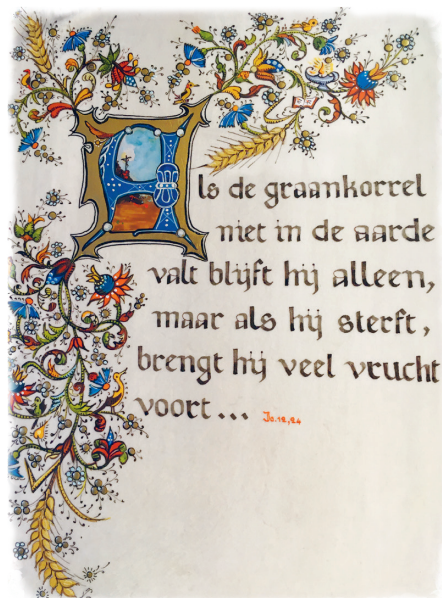 Als de graankorrel
niet in de aarde
valt blijft hij alleen,
maar als hij sterft,
brengt hij veel vrucht
voort... Jo.12,24